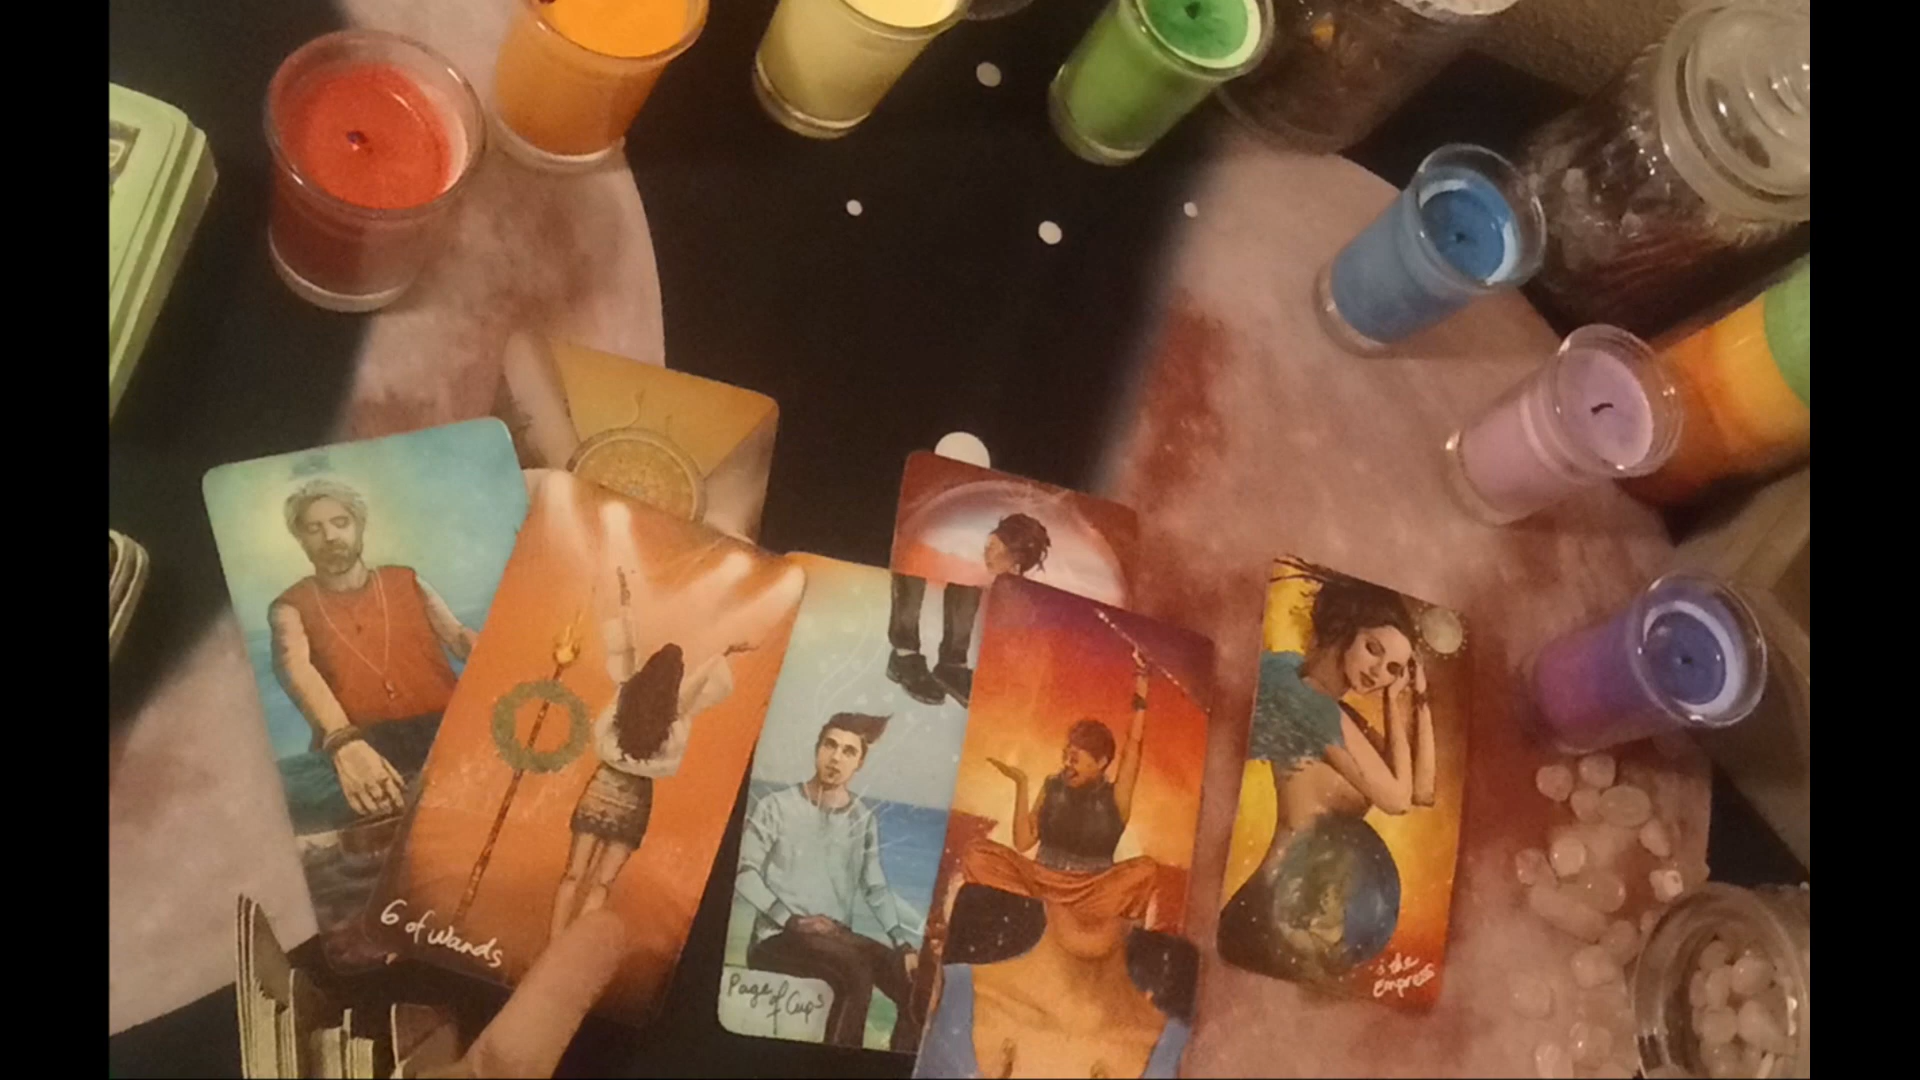 6 of wands
Page
of
Cups
the
Empress